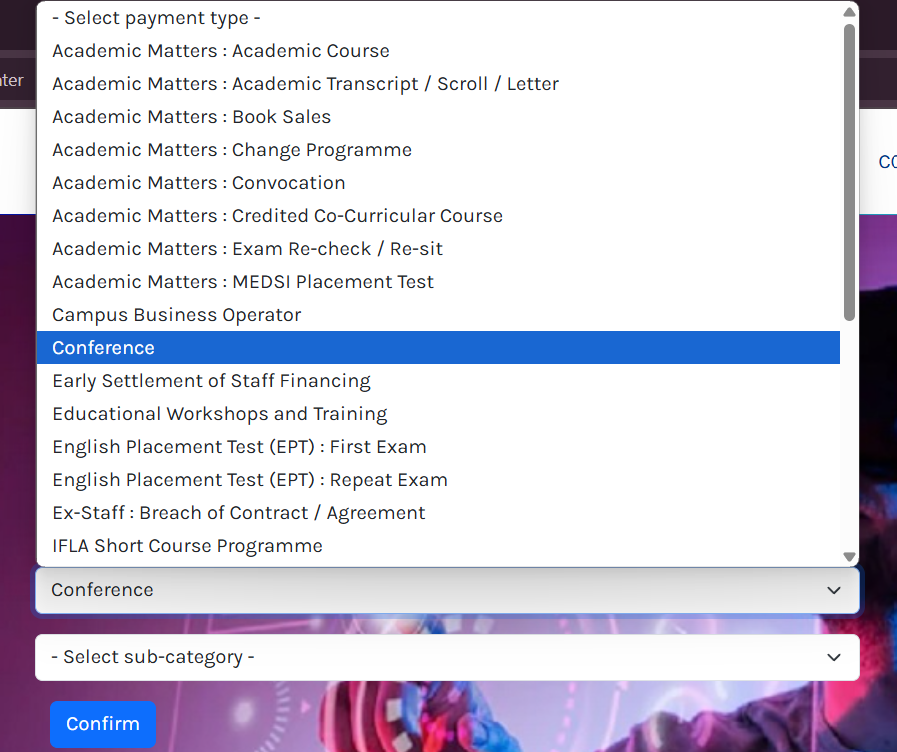 - Select payment type -
Academic Matters : Academic Course
Academic Matters : Academic Transcript / Scroll / Letter
Academic Matters : Book Sales
Academic Matters : Change Programme
Academic Matters : Convocation
Academic Matters : Credited Co-Curricular Course
Academic Matters : Exam Re-check / Re-sit
Academic Matters : MEDSI Placement Test
Campus Business Operator
Conference
Early Settlement of Staff Financing
Educational Workshops and Training
English Placement Test (EPT) : First Exam
English Placement Test (EPT) : Repeat Exam
Ex-Staff : Breach of Contract / Agreement
IFLA Short Course Programme
Conference
- Select sub-category -
Confirm